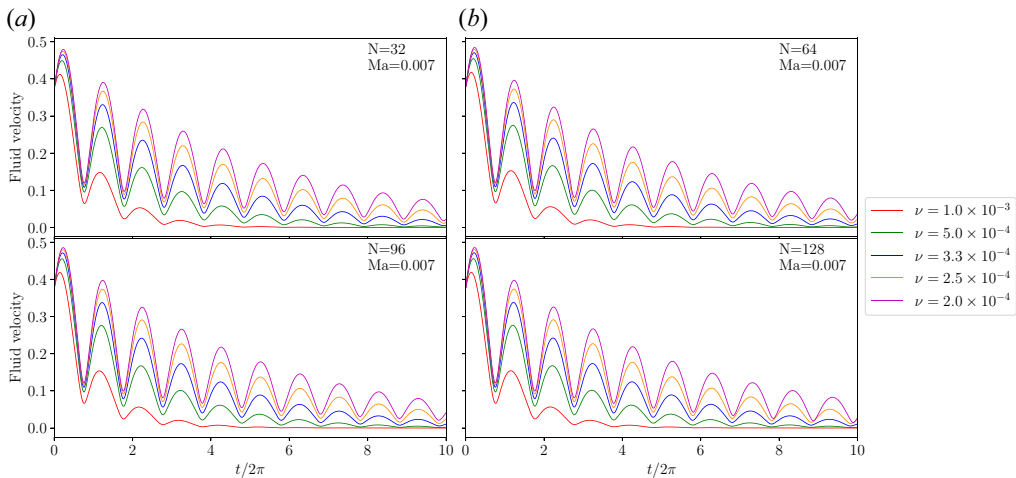 (a)
(b)
0.5
0.4
0.3
0.2
0.1
0.0
Fluid velocity
N=32
Ma=0.007
N=64
Ma=0.007
0.5
0.4
0.3
0.2
0.1
0.0
Fluid velocity
N=96
Ma=0.007
N=128
Ma=0.007
0 2 4 6 8 10
t/2π
0 2 4 6 8 10
t/2π
ν = 1.0 × 10⁻³
ν = 5.0 × 10⁻⁴
ν = 3.3 × 10⁻⁴
ν = 2.5 × 10⁻⁴
ν = 2.0 × 10⁻⁴